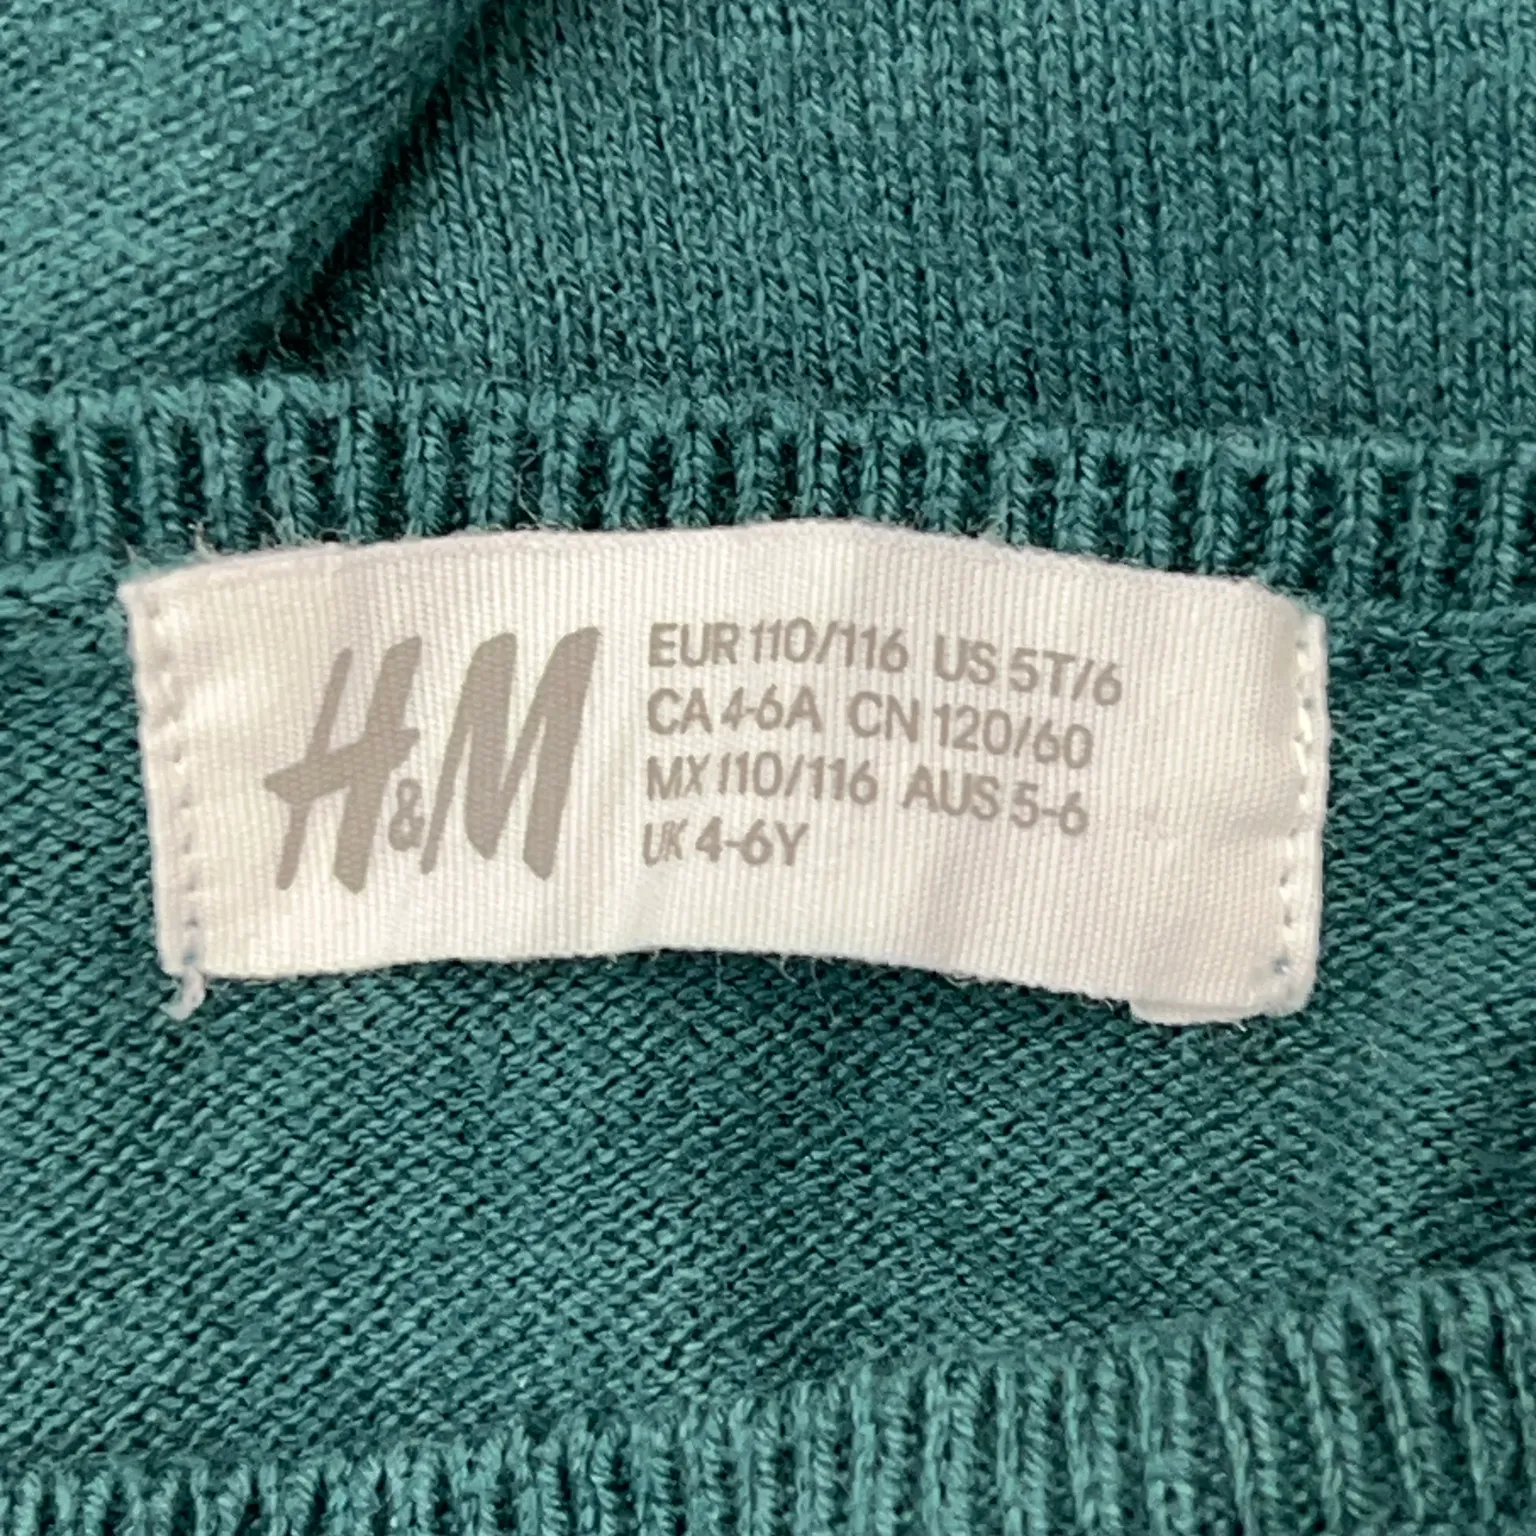 H&M
EUR 110/116 US 5T/6
CA 4-6A CN 120/60
MX 110/116 AUS 5-6
UK 4-6Y